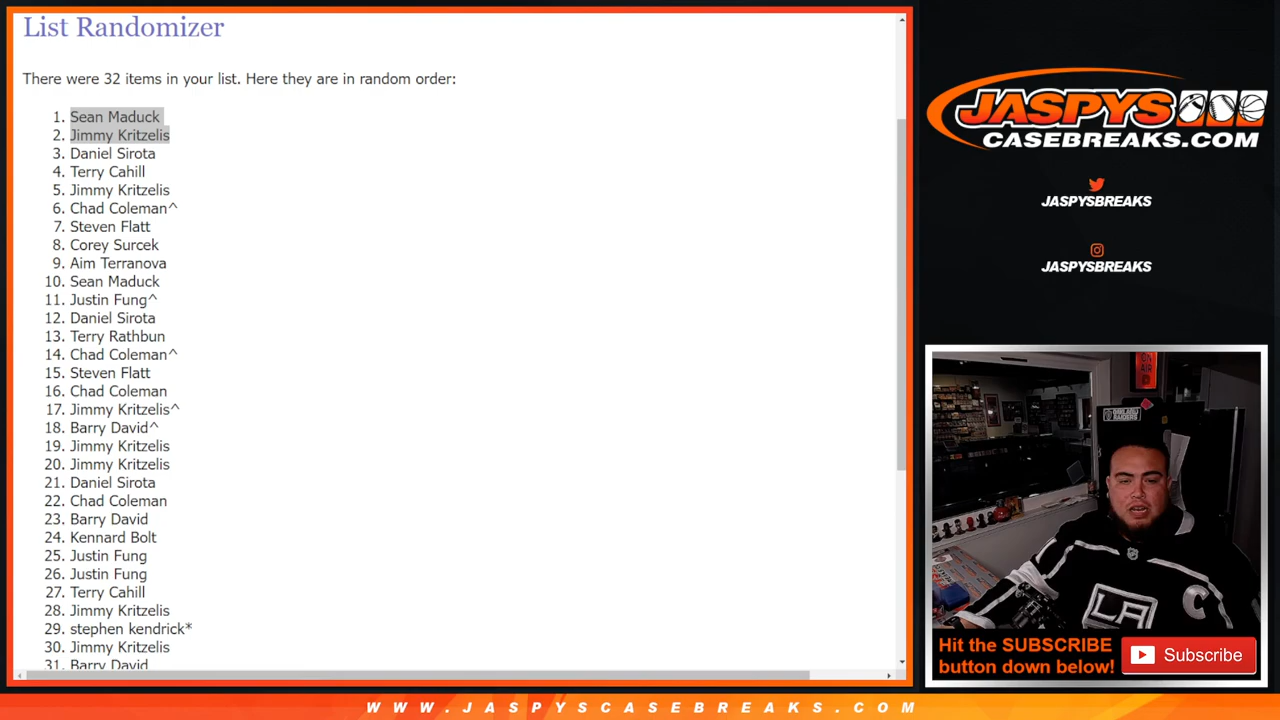 List Randomizer
There were 32 items in your list. Here they are in random order:
1. Sean Maduck
2. Jimmy Kritzelis
3. Daniel Sirota
4. Terry Cahill
5. Jimmy Kritzelis
6. Chad Coleman^
7. Steven Flatt
8. Corey Surcek
9. Aim Terranova
10. Sean Maduck
11. Justin Fung^
12. Daniel Sirota
13. Terry Rathbun
14. Chad Coleman^
15. Steven Flatt
16. Chad Coleman
17. Jimmy Kritzelis^
18. Barry David^
19. Jimmy Kritzelis
20. Jimmy Kritzelis
21. Daniel Sirota
22. Chad Coleman
23. Barry David
24. Kennard Bolt
25. Justin Fung
26. Justin Fung
27. Terry Cahill
28. Jimmy Kritzelis
29. stephen kendrick*
30. Jimmy Kritzelis
31. Barry David
JASPYS
CASEBREAKS.COM
JASPYSBREAKS
JASPYSBREAKS
ON
AIR
OAKLAND
RAIDERS
LA
C
Hit the SUBSCRIBE
button down below!
Subscribe
WWW.JASPYSCASEBREAKS.COM